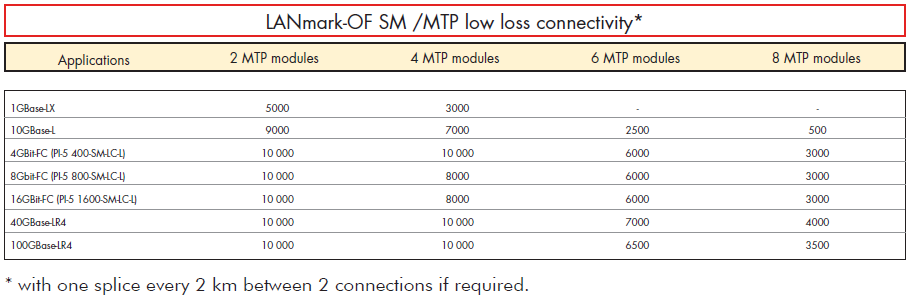 LANmark-OF SM /MTP low loss connectivity*
Applications 2 MTP modules 4 MTP modules 6 MTP modules 8 MTP modules
1GBase-LX 5000 3000 - -
10GBase-L 9000 7000 2500 500
4GBit-FC (PI-5 400-SM-LC-L) 10 000 10 000 6000 3000
8Gbit-FC (PI-5 800-SM-LC-L) 10 000 8000 6000 3000
16GBit-FC (PI-5 1600-SM-LC-L) 10 000 8000 6000 3000
40GBase-LR4 10 000 10 000 7000 4000
100GBase-LR4 10 000 10 000 6500 3500
* with one splice every 2 km between 2 connections if required.